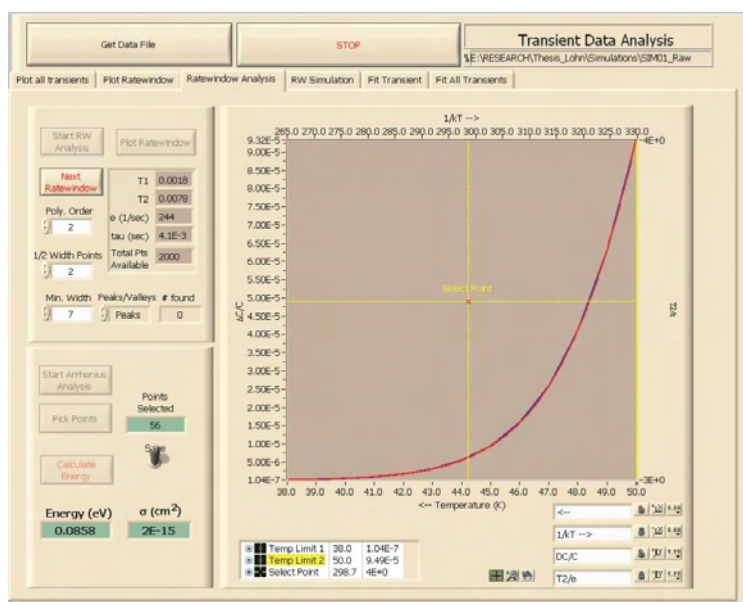 Get Data File
STOP
Transient Data Analysis
E:\RESEARCH\Thesis_Lohn\Simulations\SIM01_Raw
Plot all transients
Plot Ratewindow
Ratewindow Analysis
RW Simulation
Fit Transient
Fit All Transients
Start RW
Analysis
Plot Ratewindow
Next
Ratewindow
T1 0.0018
T2 0.0078
e (1/sec) 244
tau (sec) 4.1E-3
Total Pts
Available
2000
Poly. Order
2
1/2 Width Points
2
Min. Width Peaks/Valleys # found
7 Peaks 0
Start Arrhenius
Analysis
Pick Points
Points
Selected
56
Save
Calculate
Energy
Energy (eV) σ (cm²)
0.0858 2E-15
1/kT -->
265.0 270.0 275.0 280.0 285.0 290.0 295.0 300.0 305.0 310.0 315.0 320.0 325.0 330.0
9.32E-5
9.00E-5
8.50E-5
8.00E-5
7.50E-5
7.00E-5
6.50E-5
6.00E-5
5.50E-5
5.00E-5
4.50E-5
4.00E-5
3.50E-5
3.00E-5
2.50E-5
2.00E-5
1.50E-5
1.00E-5
5.00E-6
1.04E-7
ΔC/C
Select Point
4E+0
T2/e
3E+0
38.0 39.0 40.0 41.0 42.0 43.0 44.0 45.0 46.0 47.0 48.0 49.0 50.0
<-- Temperature (K)
Temp Limit 1 38.0 1.04E-7
Temp Limit 2 50.0 9.49E-5
Select Point 298.7 4E+0
<--
1/kT -->
DC/C
T2/e